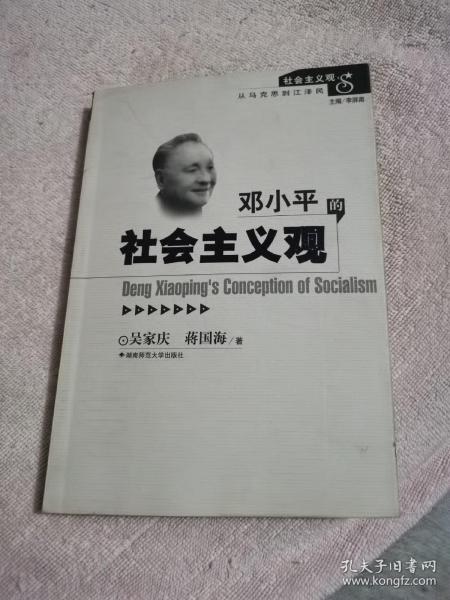 社会主义观·
从马克思到江泽民
主编/李屏南
邓小平的
社会主义观
Deng Xiaoping's Conception of Socialism
⊙吴家庆 蒋国海/著
湖南师范大学出版社
孔夫子旧书网
www.kongfz.com